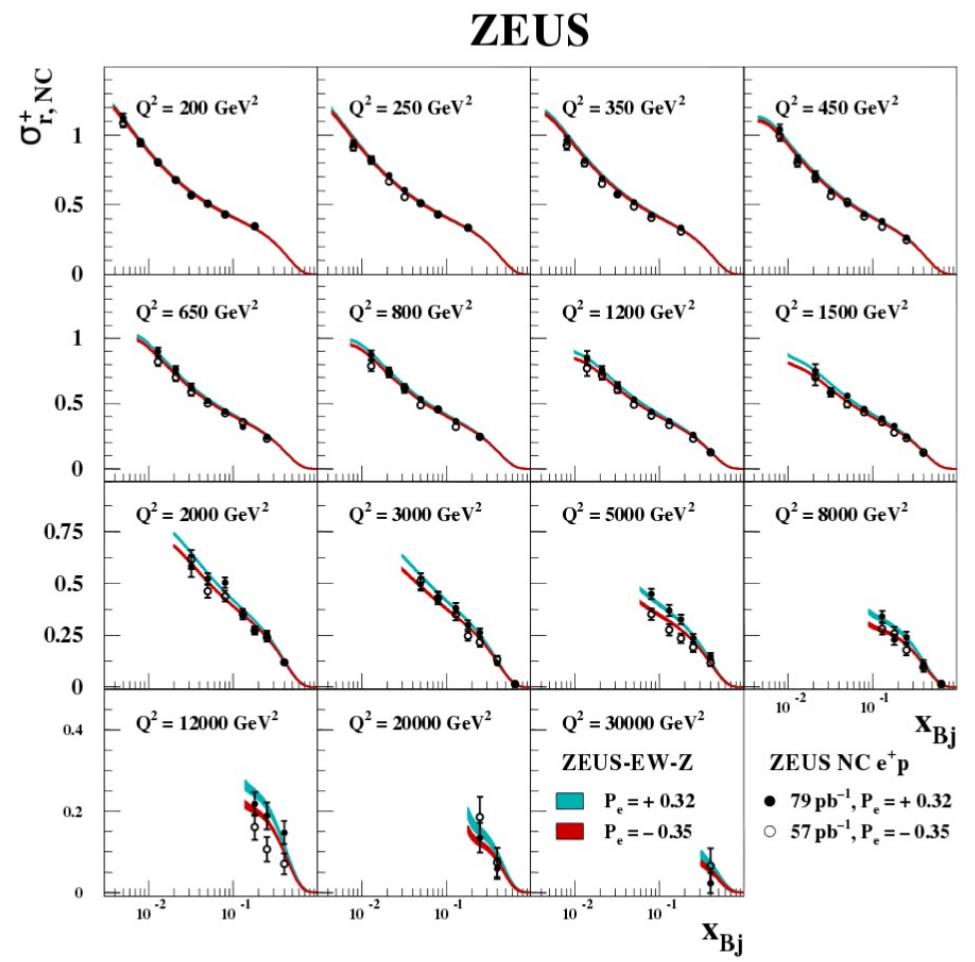 ZEUS
σ⁺r, NC
Q² = 200 GeV²
Q² = 250 GeV²
Q² = 350 GeV²
Q² = 450 GeV²
1
0.5
0
Q² = 650 GeV²
Q² = 800 GeV²
Q² = 1200 GeV²
Q² = 1500 GeV²
1
0.5
0
Q² = 2000 GeV²
Q² = 3000 GeV²
Q² = 5000 GeV²
Q² = 8000 GeV²
0.75
0.5
0.25
0
10⁻² 10⁻¹
xBj
Q² = 12000 GeV²
Q² = 20000 GeV²
Q² = 30000 GeV²
0.4
0.2
0
ZEUS-EW-Z
Pe = + 0.32
Pe = − 0.35
ZEUS NC e⁺p
79 pb⁻¹, Pe = + 0.32
57 pb⁻¹, Pe = − 0.35
10⁻² 10⁻¹
10⁻² 10⁻¹
10⁻² 10⁻¹
xBj